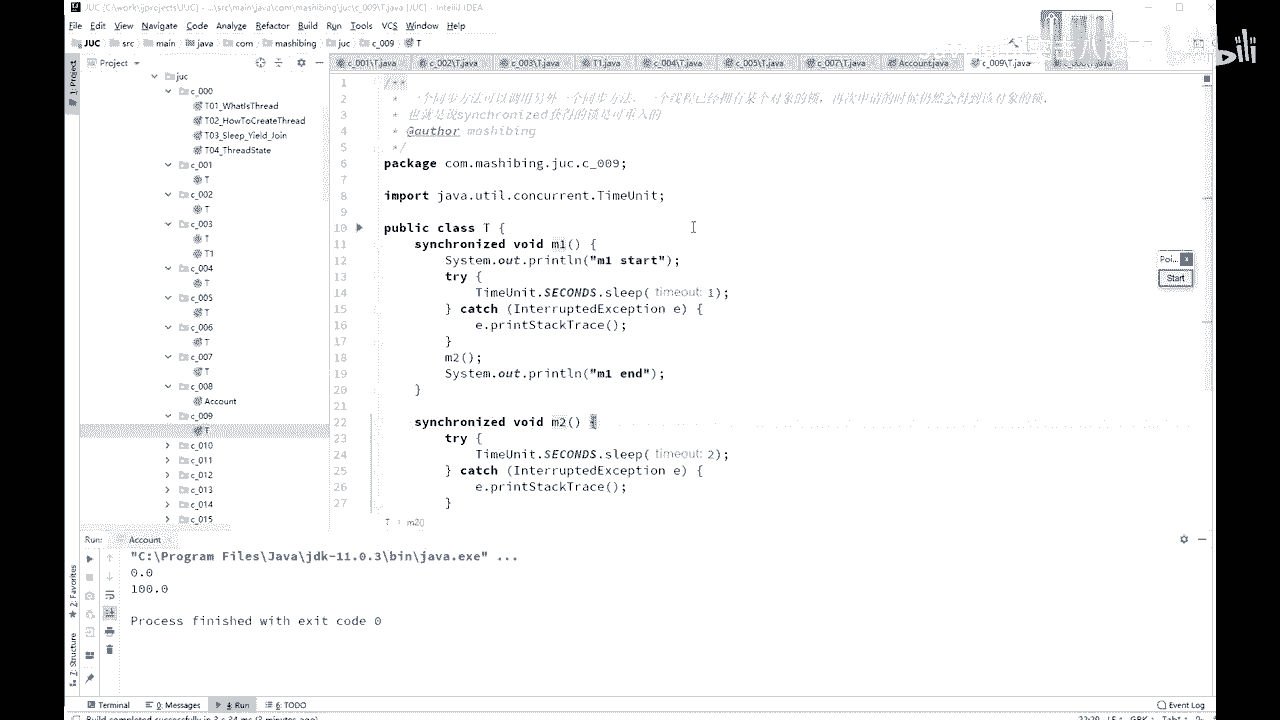 JUC [C:\work\ijprojects\JUC] - ...\src\main\java\com\mashibing\juc\c_009\T.java [JUC] - IntelliJ IDEA
File Edit View Navigate Code Analyze Refactor Build Run Tools VCS Window Help
JUC src main java com mashibing juc c_009 T
Project
c_001\T.java c_002\T.java c_003\T.java T1.java c_004\T.java c_005\T.java c_007\T.java Account.java c_009\T.java
1: Project
juc
c_000
T01_WhatIsThread
T02_HowToCreateThread
T03_Sleep_Yield_Join
T04_ThreadState
c_001
T
c_002
T
c_003
T
T1
c_004
T
c_005
T
c_006
T
c_007
T
c_008
Account
c_009
T
c_010
c_011
c_012
c_013
c_014
c_015
1 /**
2 * 一个同步方法可以调用另外一个同步方法，一个线程已经拥有某个对象的锁，再次申请的时候仍然会得到该对象的锁.
3 * 也就是说synchronized获得的锁是可重入的
4 * @author mashibing
5 */
6 package com.mashibing.juc.c_009;
7
8 import java.util.concurrent.TimeUnit;
9
10 public class T {
11 synchronized void m1() {
12 System.out.println("m1 start");
13 try {
14 TimeUnit.SECONDS.sleep( timeout: 1);
15 } catch (InterruptedException e) {
16 e.printStackTrace();
17 }
18 m2();
19 System.out.println("m1 end");
20 }
21
22 synchronized void m2() {
23 try {
24 TimeUnit.SECONDS.sleep( timeout: 2);
25 } catch (InterruptedException e) {
26 e.printStackTrace();
27 }
T › m2()
Poi... x
Start
Run: Account
"C:\Program Files\Java\jdk-11.0.3\bin\java.exe" ...
0.0
100.0
Process finished with exit code 0
2: Favorites
7: Structure
Terminal 0: Messages 4: Run 6: TODO
Event Log